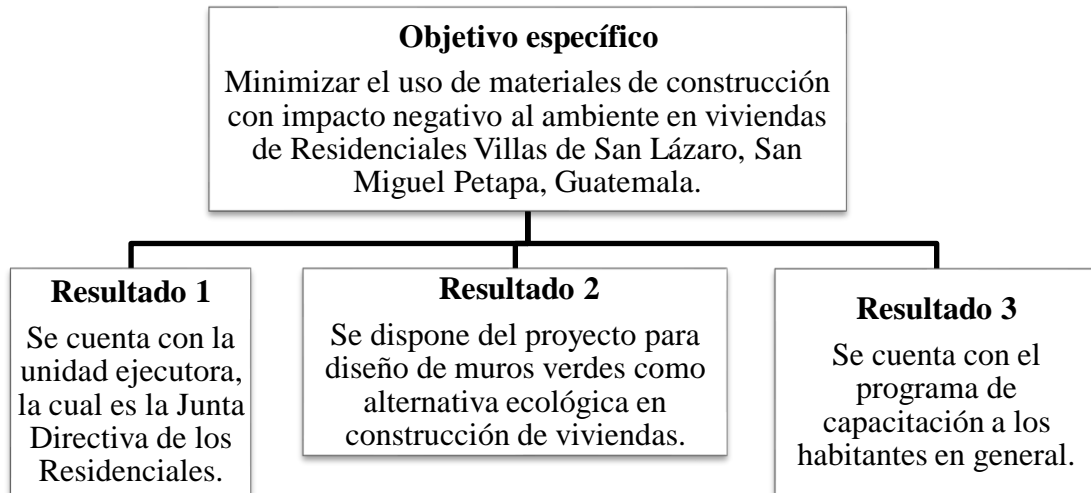 Objetivo específico
Minimizar el uso de materiales de construcción
con impacto negativo al ambiente en viviendas
de Residenciales Villas de San Lázaro, San
Miguel Petapa, Guatemala.
Resultado 1
Se cuenta con la
unidad ejecutora,
la cual es la Junta
Directiva de los
Residenciales.
Resultado 2
Se dispone del proyecto para
diseño de muros verdes como
alternativa ecológica en
construcción de viviendas.
Resultado 3
Se cuenta con el
programa de
capacitación a los
habitantes en general.